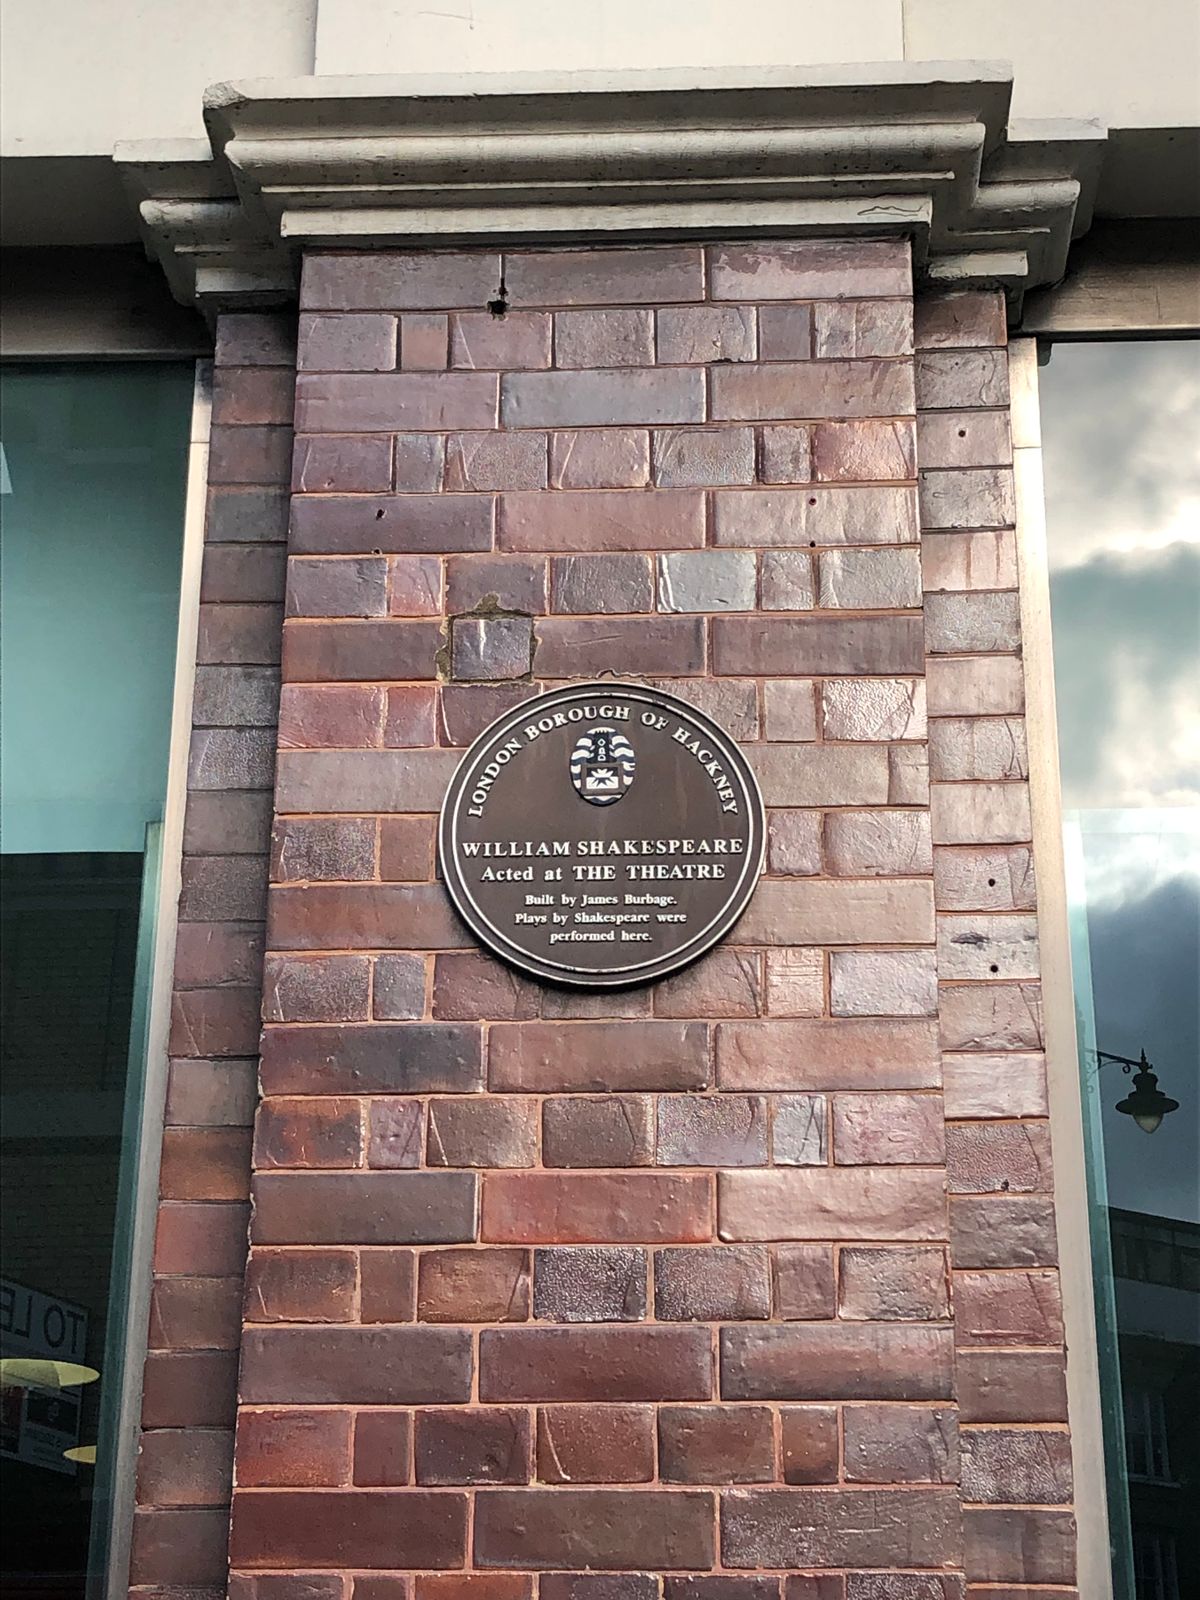 LONDON BOROUGH OF HACKNEY
WILLIAM SHAKESPEARE
Acted at THE THEATRE
Built by James Burbage.
Plays by Shakespeare were
performed here.
TO LE